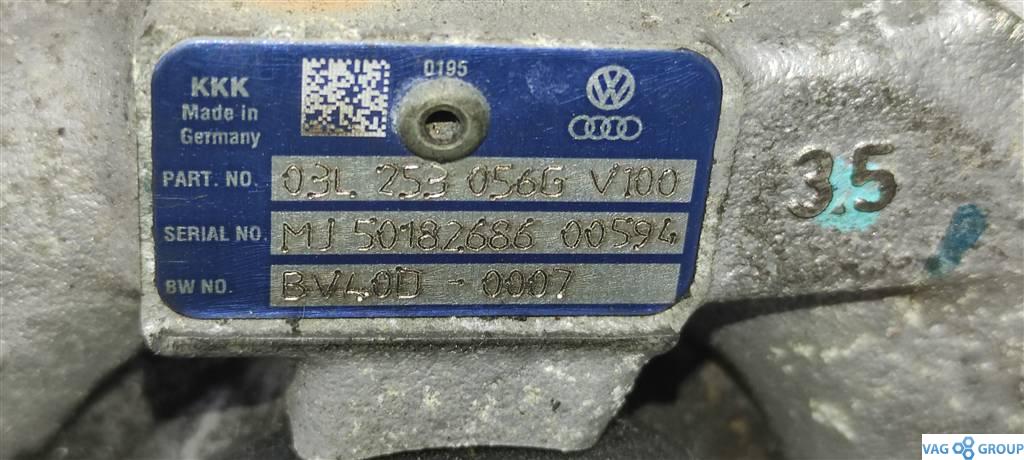 KKK
Made in
Germany
0195
PART. NO. 03L 253 056G V100
SERIAL NO. MJ 50182686 00594
BW NO. BV40D - 0007
3.5
VAG GROUP